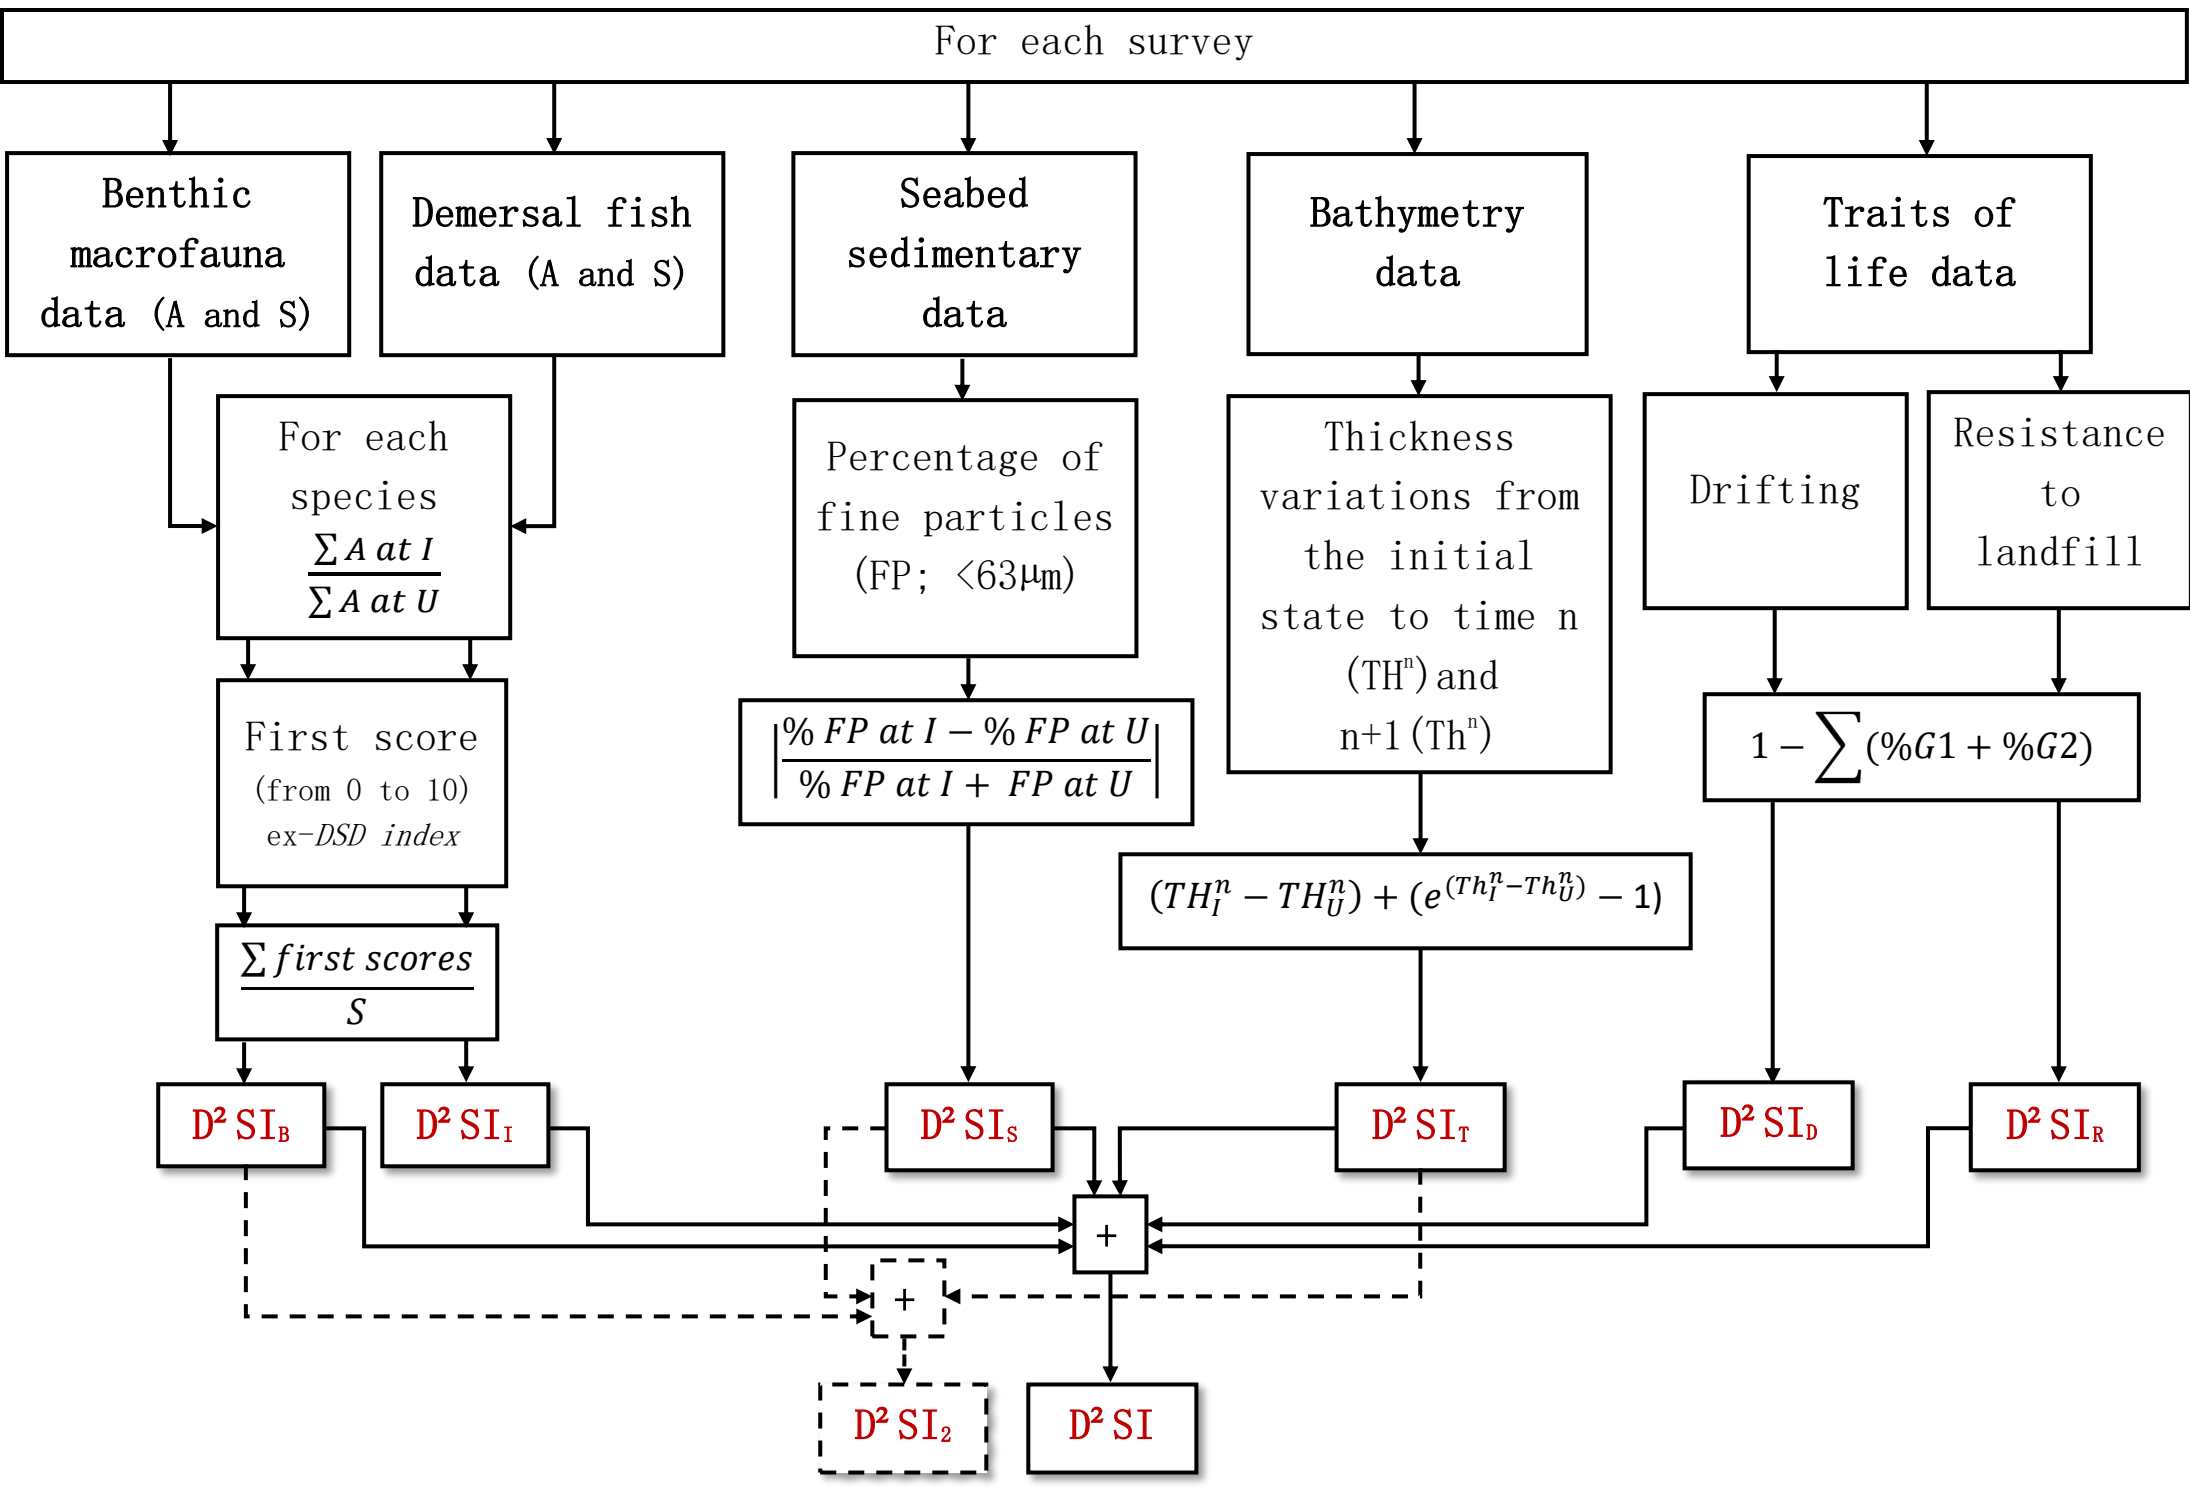 For each survey
Benthic
macrofauna
data (A and S)
Demersal fish
data (A and S)
Seabed
sedimentary
data
Bathymetry
data
Traits of
life data
For each
species
∑ A at I
∑ A at U
Percentage of
fine particles
(FP; <63μm)
Thickness
variations from
the initial
state to time n
(THⁿ) and
n+1 (Thⁿ)
Drifting
Resistance
to
landfill
First score
(from 0 to 10)
ex-DSD index
% FP at I − % FP at U
% FP at I + FP at U
1 − ∑(%G1 + %G2)
(TH_I^n − TH_U^n) + (e^(Th_I^n−Th_U^n) − 1)
∑ first scores
S
D² SI_B
D² SI_I
D² SI_S
D² SI_T
D² SI_D
D² SI_R
+
+
D² SI₂
D² SI